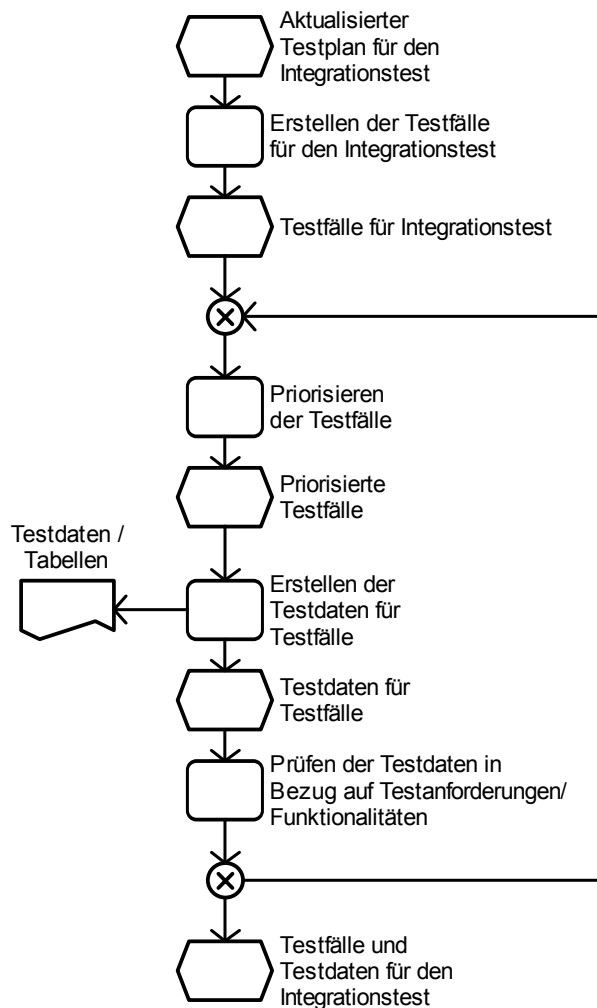 Aktualisierter
Testplan für den
Integrationstest
Erstellen der Testfälle
für den Integrationstest
Testfälle für Integrationstest
Priorisieren
der Testfälle
Priorisierte
Testfälle
Testdaten /
Tabellen
Erstellen der
Testdaten für
Testfälle
Testdaten für
Testfälle
Prüfen der Testdaten in
Bezug auf Testanforderungen/
Funktionalitäten
Testfälle und
Testdaten für den
Integrationstest